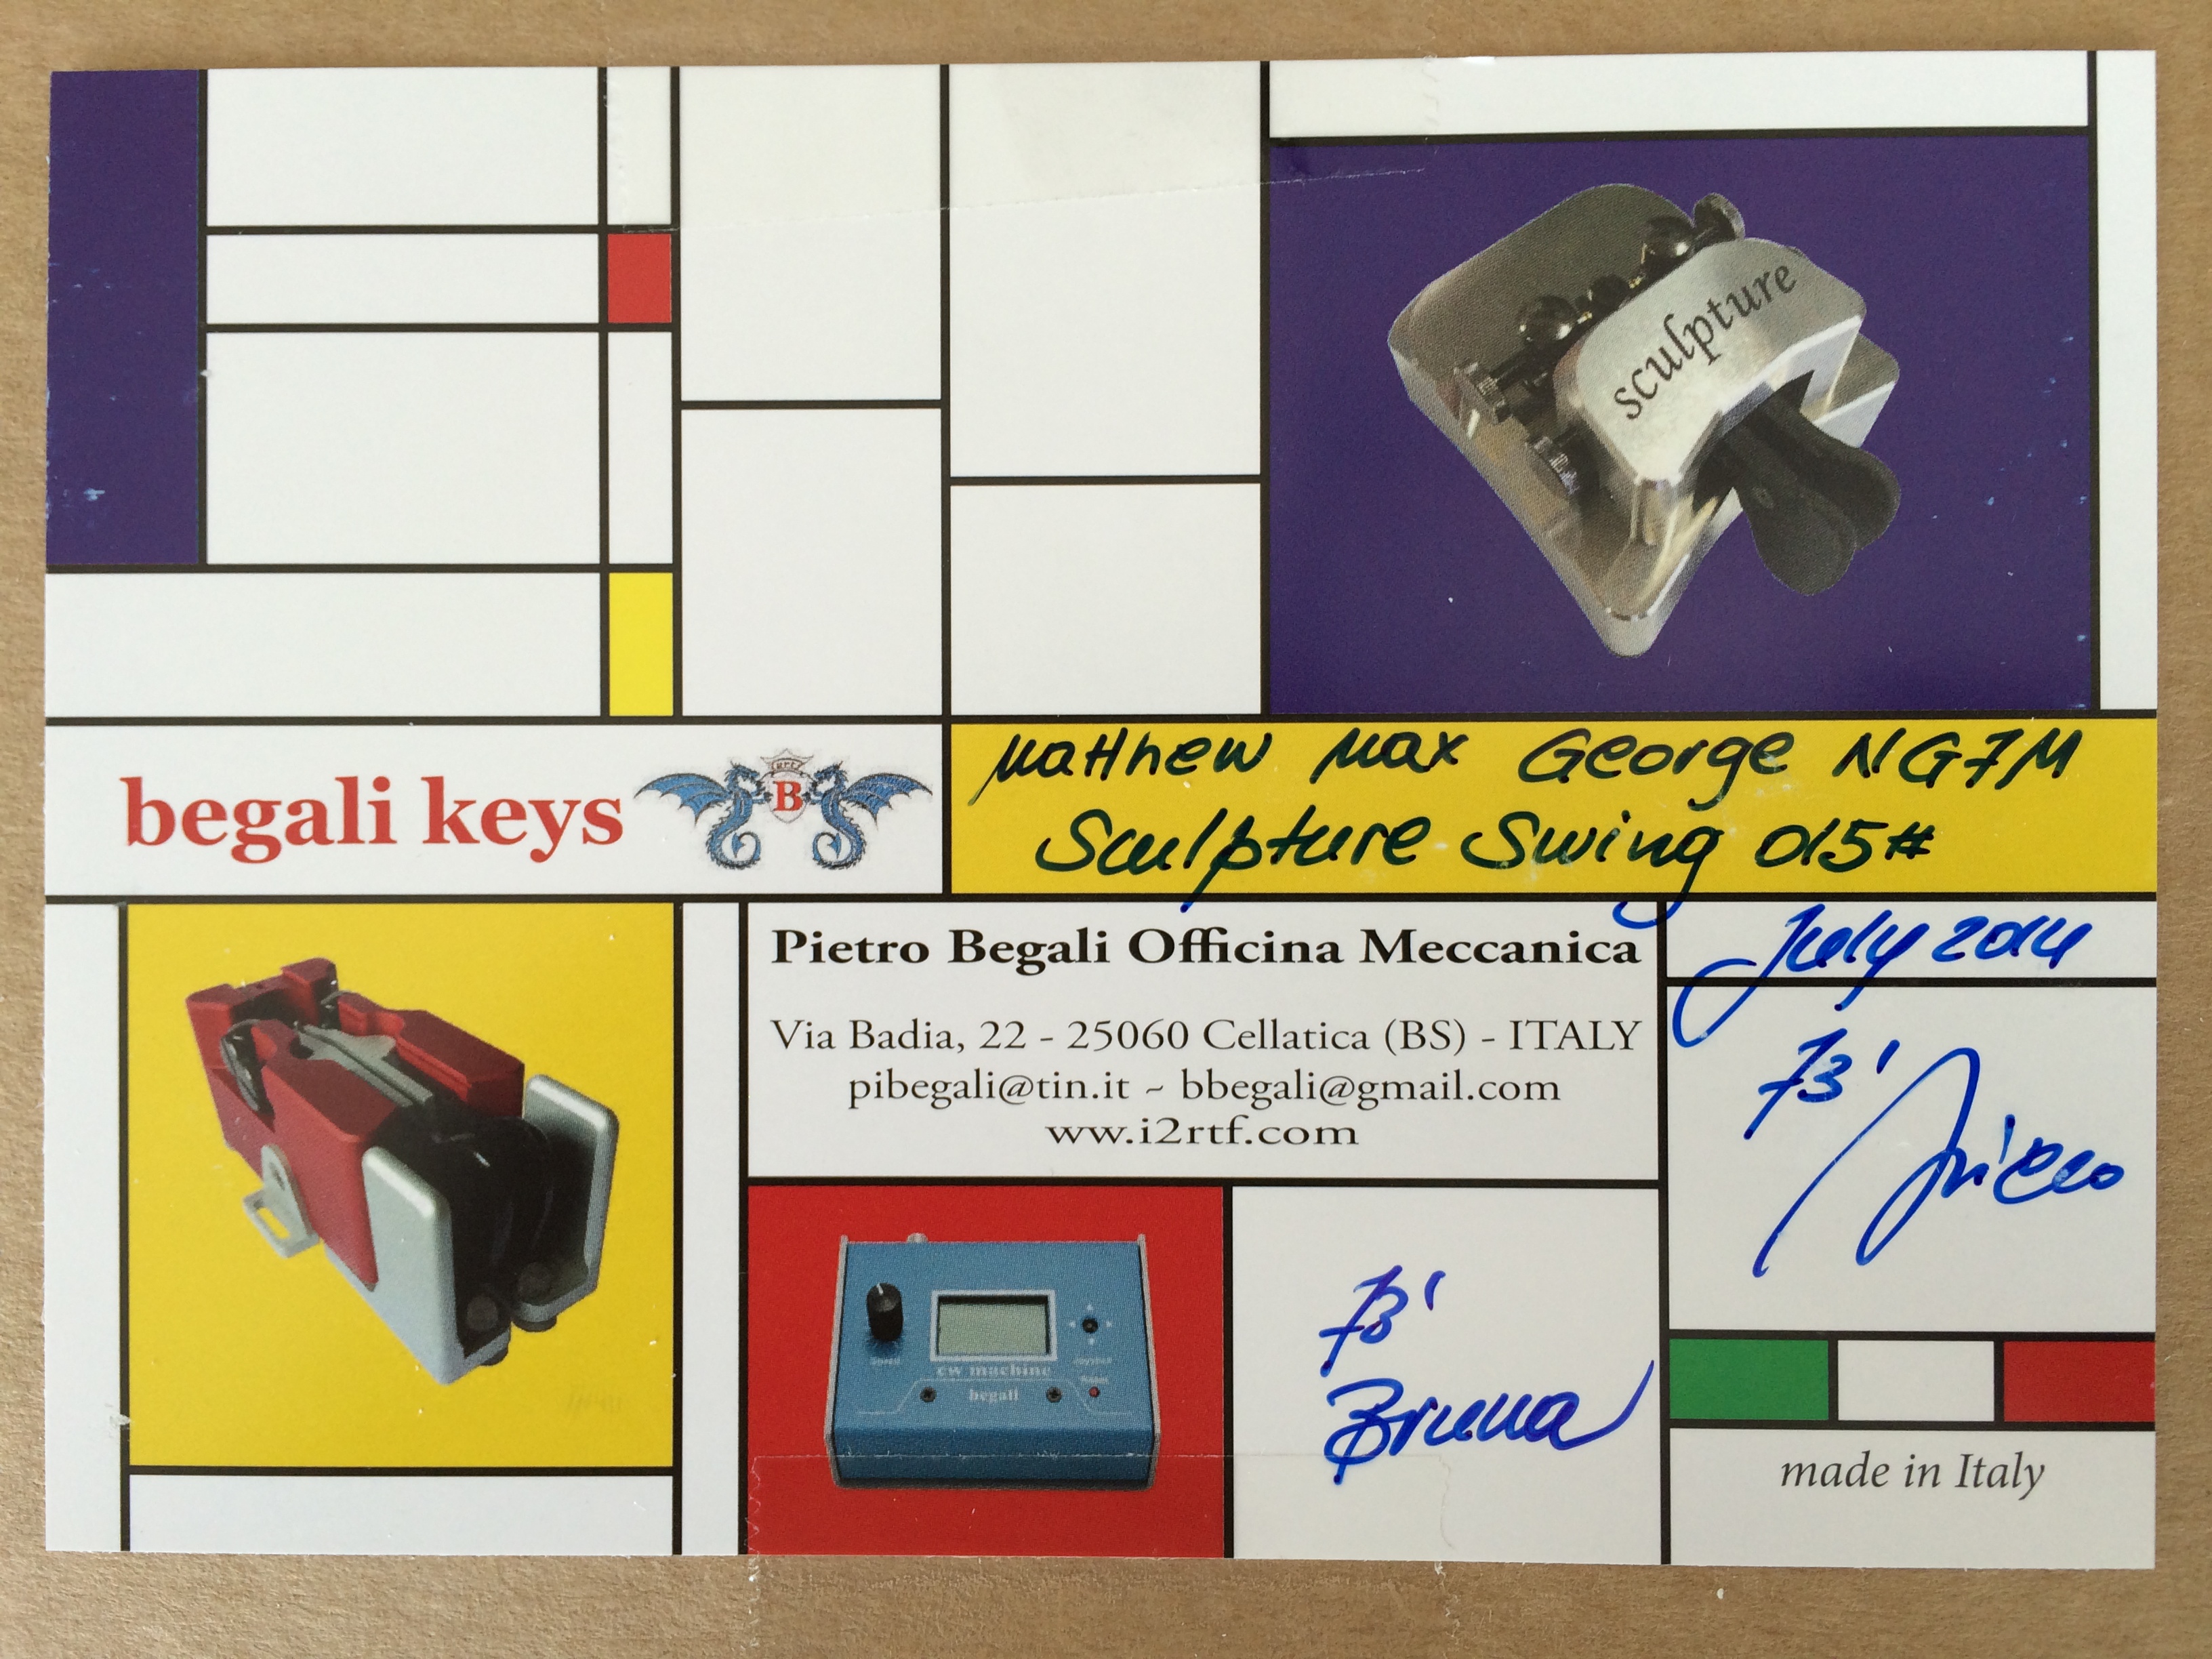 sculpture
begali keys
B
Matthew Max George NG7M
Sculpture Swing 015#
Pietro Begali Officina Meccanica
Via Badia, 22 - 25060 Cellatica (BS) - ITALY
pibegali@tin.it ~ bbegali@gmail.com
ww.i2rtf.com
July 2014
73'
cw machine
begali
73'
Bruna
made in Italy